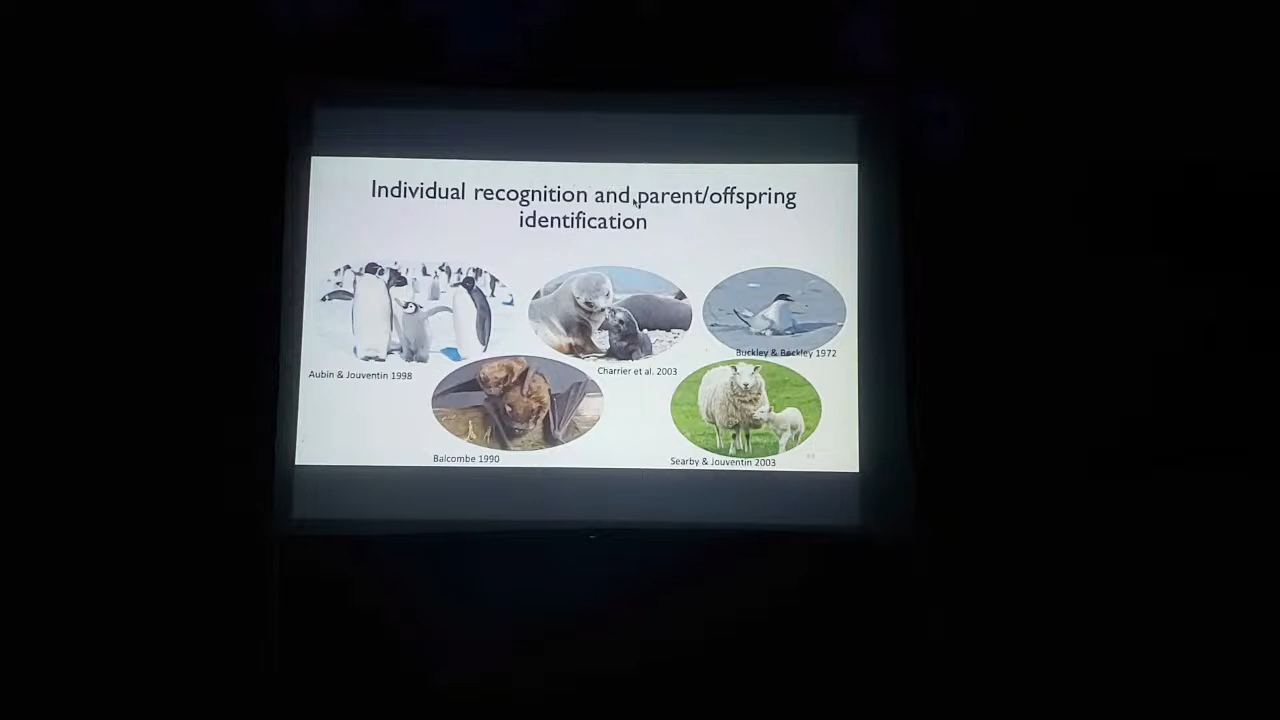 Individual recognition and parent/offspring
identification
Buckley & Beckley 1972
Aubin & Jouventin 1998
Charrier et al. 2003
Balcombe 1990
Searby & Jouventin 2003